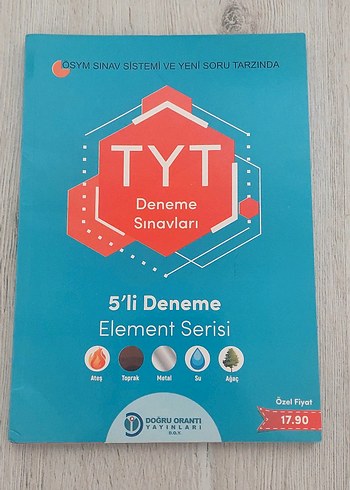 ÖSYM SINAV SİSTEMİ VE YENİ SORU TARZINDA
TYT
Deneme
Sınavları
5'li Deneme
Element Serisi
Ateş Toprak Metal Su Ağaç
Özel Fiyat
17.90
DOĞRU ORANTI
YAYINLARI
D.O.Y.